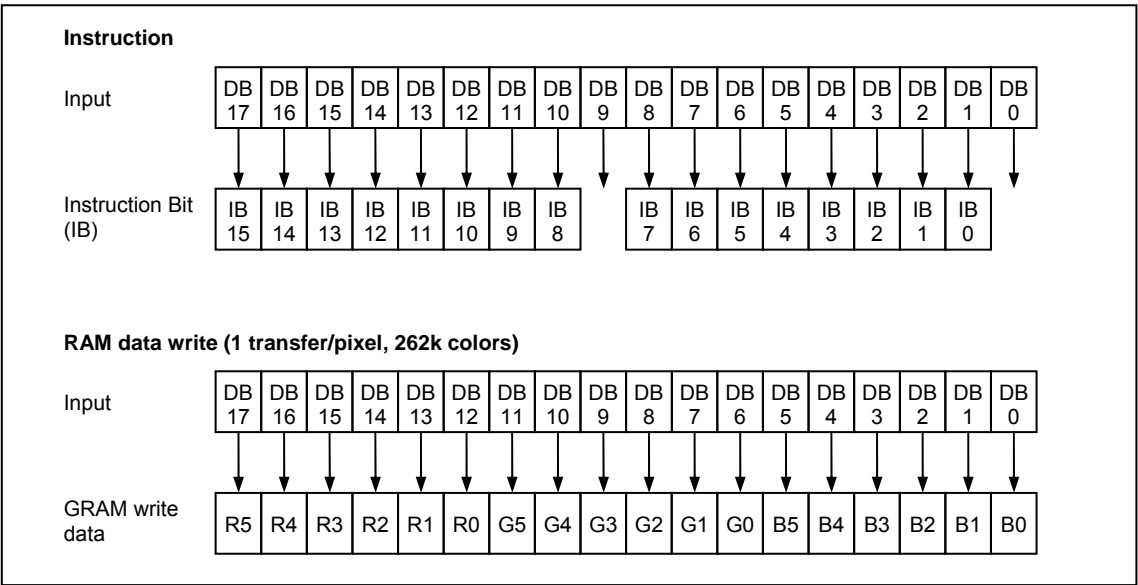 Instruction
Input DB 17 DB 16 DB 15 DB 14 DB 13 DB 12 DB 11 DB 10 DB 9 DB 8 DB 7 DB 6 DB 5 DB 4 DB 3 DB 2 DB 1 DB 0
Instruction Bit (IB) IB 15 IB 14 IB 13 IB 12 IB 11 IB 10 IB 9 IB 8 IB 7 IB 6 IB 5 IB 4 IB 3 IB 2 IB 1 IB 0
RAM data write (1 transfer/pixel, 262k colors)
Input DB 17 DB 16 DB 15 DB 14 DB 13 DB 12 DB 11 DB 10 DB 9 DB 8 DB 7 DB 6 DB 5 DB 4 DB 3 DB 2 DB 1 DB 0
GRAM write data R5 R4 R3 R2 R1 R0 G5 G4 G3 G2 G1 G0 B5 B4 B3 B2 B1 B0